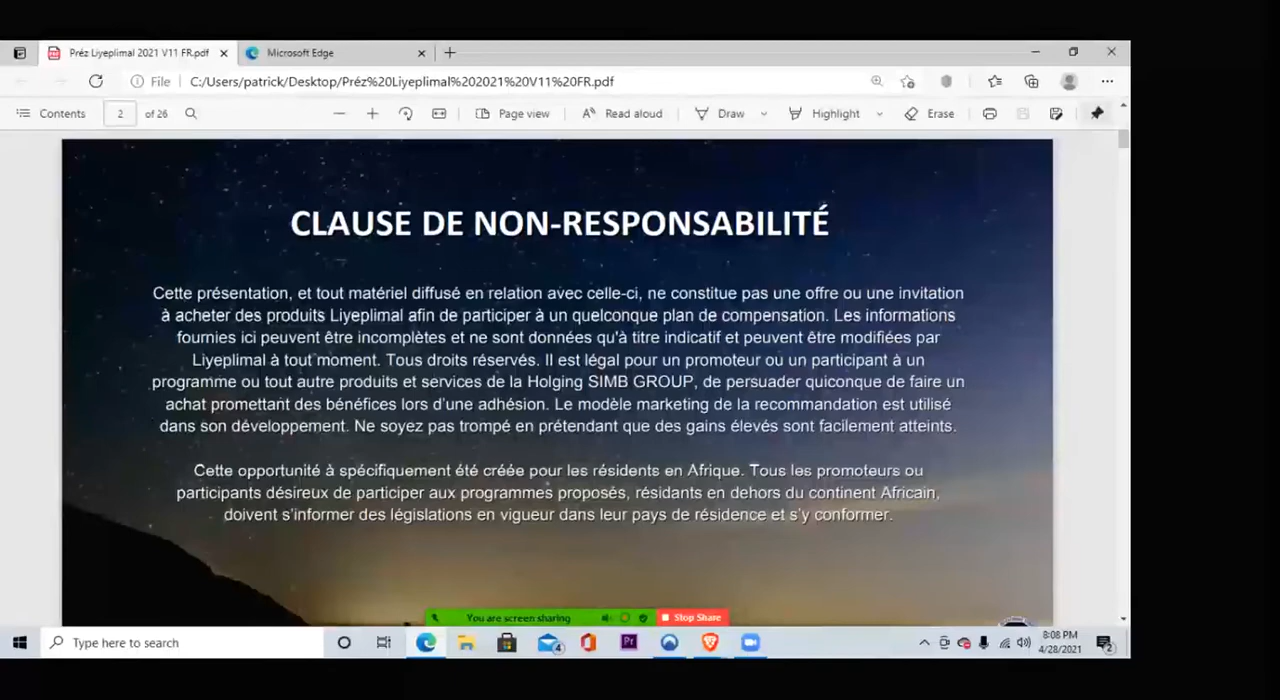 Préz Liyeplimal 2021 V11 FR.pdf
Microsoft Edge
File
C:/Users/patrick/Desktop/Préz%20Liyeplimal%202021%20V11%20FR.pdf
Contents
2
of 26
Page view
Read aloud
Draw
Highlight
Erase
CLAUSE DE NON-RESPONSABILITÉ
Cette présentation, et tout matériel diffusé en relation avec celle-ci, ne constitue pas une offre ou une invitation
à acheter des produits Liyeplimal afin de participer à un quelconque plan de compensation. Les informations
fournies ici peuvent être incomplètes et ne sont données qu'à titre indicatif et peuvent être modifiées par
Liyeplimal à tout moment. Tous droits réservés. Il est légal pour un promoteur ou un participant à un
programme ou tout autre produits et services de la Holging SIMB GROUP, de persuader quiconque de faire un
achat promettant des bénéfices lors d'une adhésion. Le modèle marketing de la recommandation est utilisé
dans son développement. Ne soyez pas trompé en prétendant que des gains élevés sont facilement atteints.
Cette opportunité à spécifiquement été créée pour les résidents en Afrique. Tous les promoteurs ou
participants désireux de participer aux programmes proposés, résidants en dehors du continent Africain,
doivent s'informer des législations en vigueur dans leur pays de résidence et s'y conformer.
You are screen sharing
Stop Share
Type here to search
4
Pr
8:08 PM
4/28/2021
2